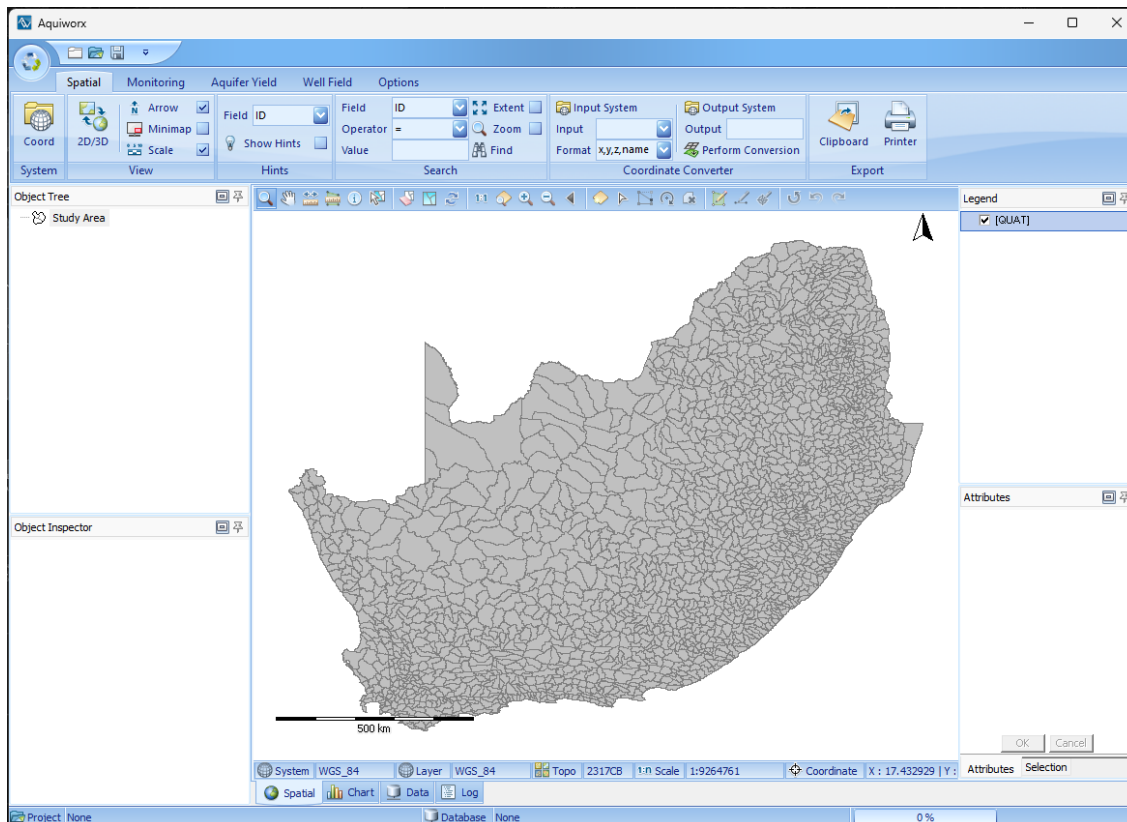 Aquiworx
Spatial Monitoring Aquifer Yield Well Field Options
Coord
System
2D/3D
Arrow
Minimap
Scale
View
Field ID
Show Hints
Hints
Field ID
Operator =
Value
Extent
Zoom
Find
Search
Input System
Input
Format x,y,z,name
Output System
Output
Perform Conversion
Coordinate Converter
Clipboard Printer
Export
Object Tree
Study Area
Object Inspector
1:1
N
500 km
Legend
[QUAT]
Attributes
OK Cancel
Attributes Selection
System WGS_84 Layer WGS_84 Topo 2317CB 1:n Scale 1:9264761 Coordinate X : 17.432929 | Y :
Spatial Chart Data Log
Project None Database None 0 %